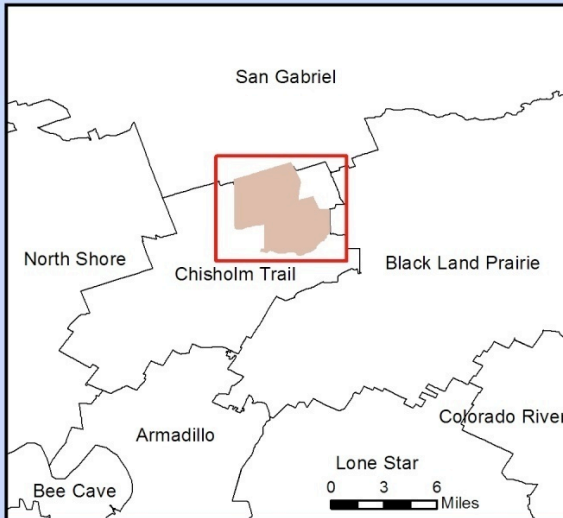 San Gabriel
North Shore
Chisholm Trail
Black Land Prairie
Colorado River
Armadillo
Lone Star
Bee Cave
0 3 6
Miles